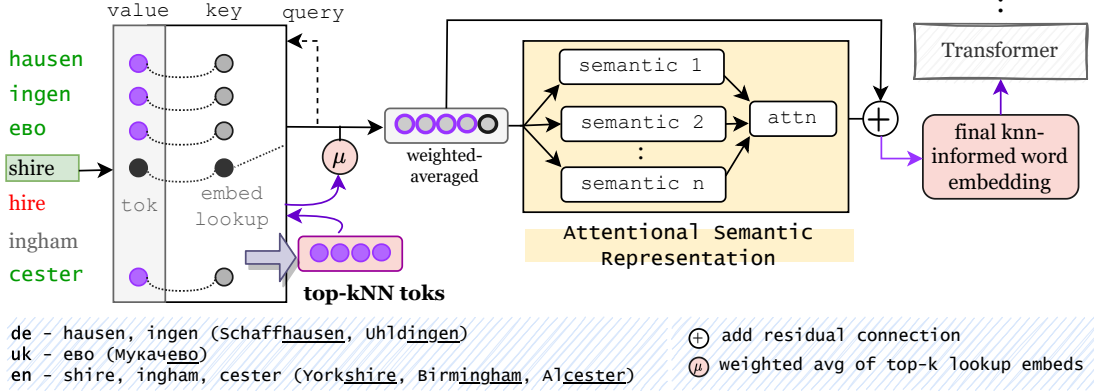 value key query
hausen
ingen
ево
shire
hire
ingham
cester
tok
embed
lookup
μ
top-kNN toks
weighted-
averaged
semantic 1
semantic 2
⋮
semantic n
attn
Attentional Semantic
Representation
+
⋮
Transformer
final knn-
informed word
embedding
de - hausen, ingen (Schaffhausen, Uhldingen)
uk - ево (Мукачево)
en - shire, ingham, cester (Yorkshire, Birmingham, Alcester)
+ add residual connection
μ weighted avg of top-k lookup embeds